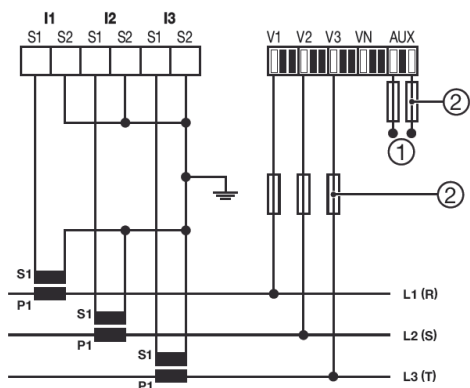 I1 I2 I3
S1 S2 S1 S2 S1 S2
V1 V2 V3 VN AUX
2
1
2
S1
P1
L1 (R)
S1
P1
L2 (S)
S1
P1
L3 (T)